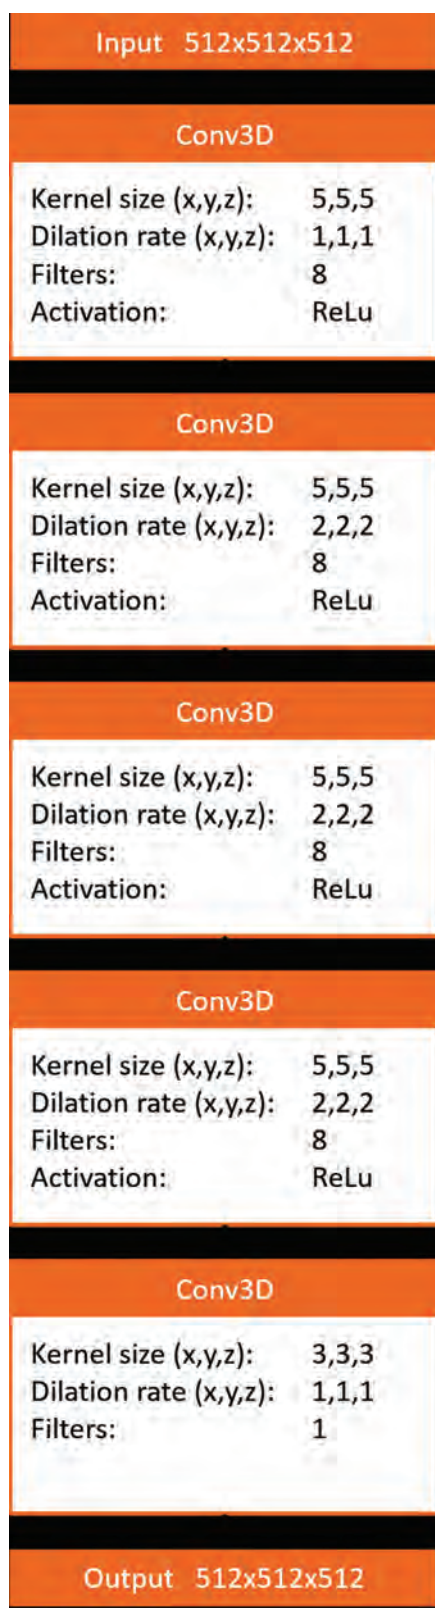 Input 512x512x512
Conv3D
Kernel size (x,y,z): 5,5,5
Dilation rate (x,y,z): 1,1,1
Filters: 8
Activation: ReLu
Conv3D
Kernel size (x,y,z): 5,5,5
Dilation rate (x,y,z): 2,2,2
Filters: 8
Activation: ReLu
Conv3D
Kernel size (x,y,z): 5,5,5
Dilation rate (x,y,z): 2,2,2
Filters: 8
Activation: ReLu
Conv3D
Kernel size (x,y,z): 5,5,5
Dilation rate (x,y,z): 2,2,2
Filters: 8
Activation: ReLu
Conv3D
Kernel size (x,y,z): 3,3,3
Dilation rate (x,y,z): 1,1,1
Filters: 1
Output 512x512x512